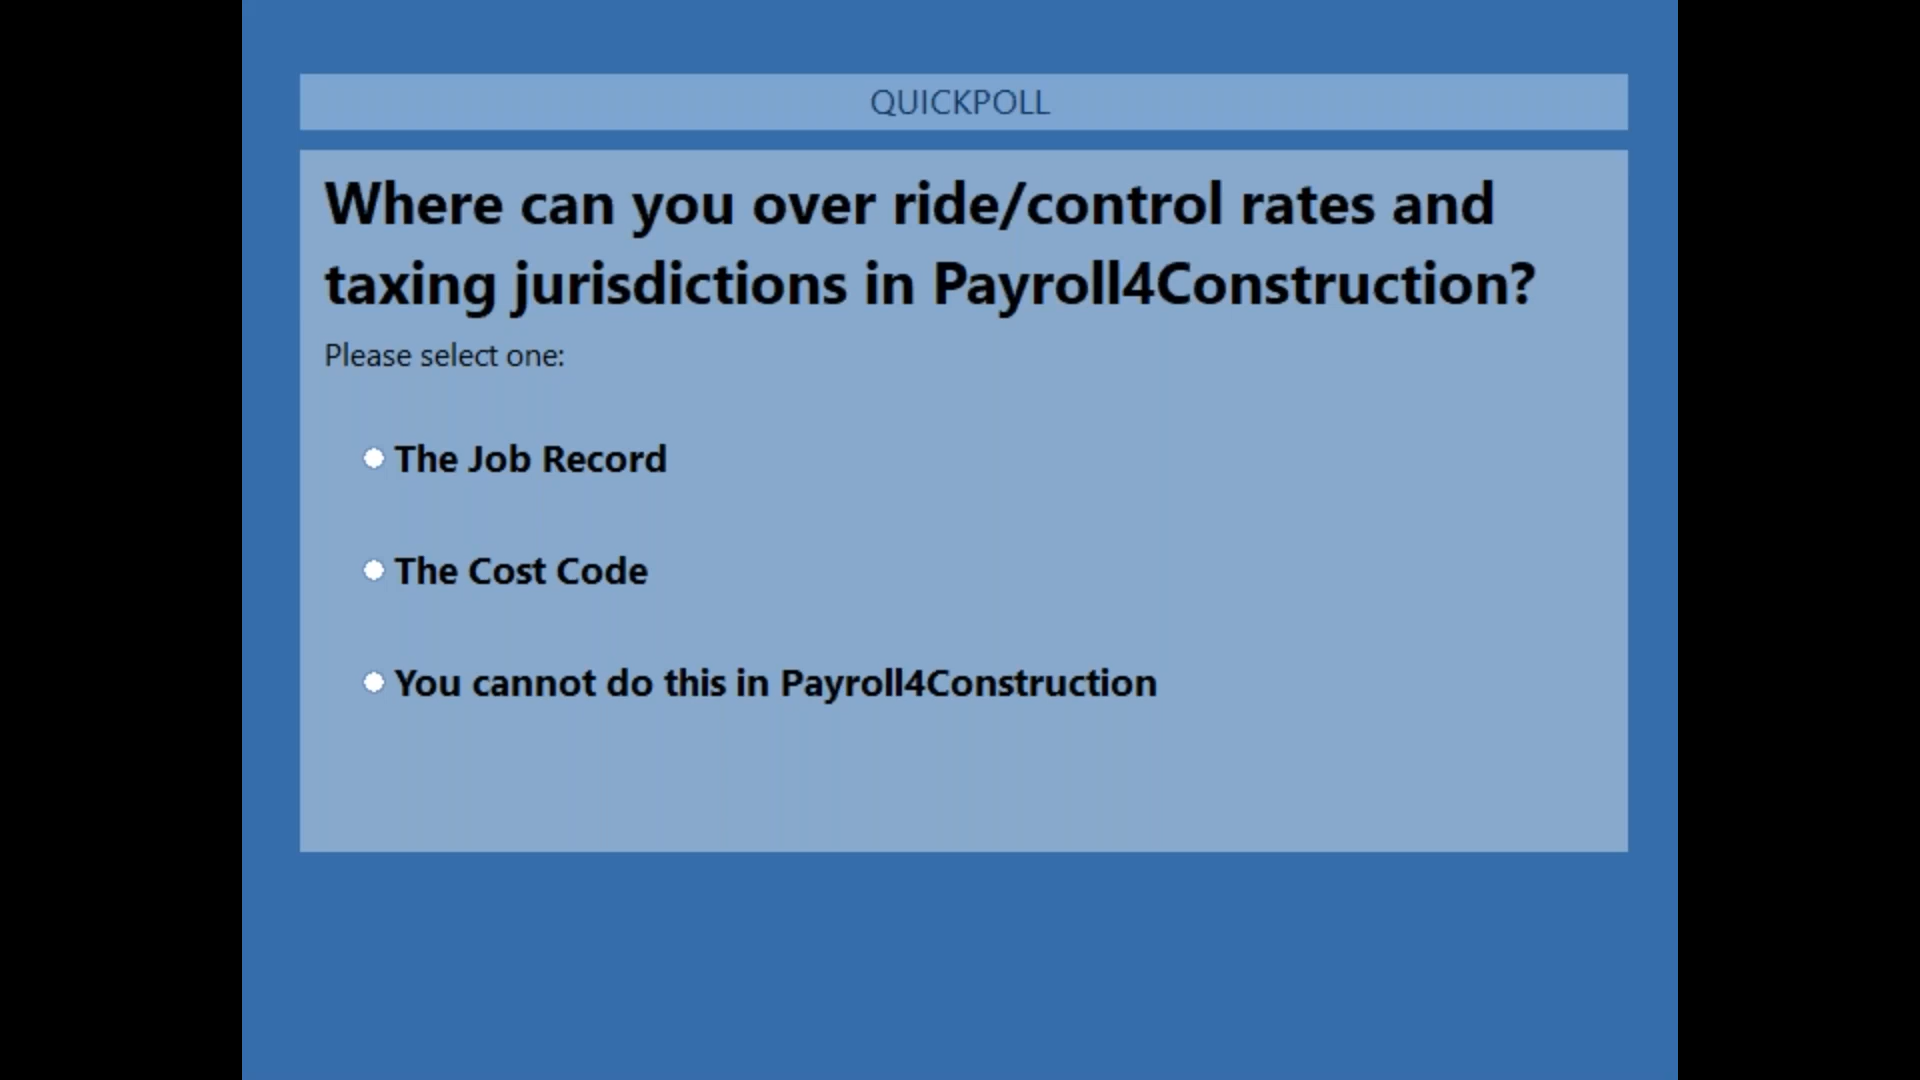 QUICKPOLL
Where can you over ride/control rates and
taxing jurisdictions in Payroll4Construction?
Please select one:
The Job Record
The Cost Code
You cannot do this in Payroll4Construction